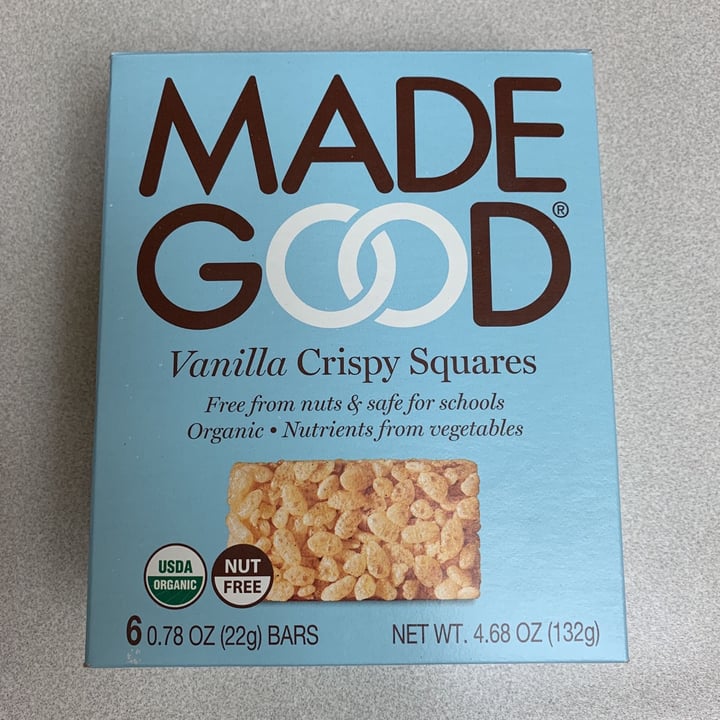 MADE
GOOD®
Vanilla Crispy Squares
Free from nuts & safe for schools
Organic • Nutrients from vegetables
USDA
ORGANIC
NUT
FREE
6 0.78 OZ (22g) BARS
NET WT. 4.68 OZ (132g)